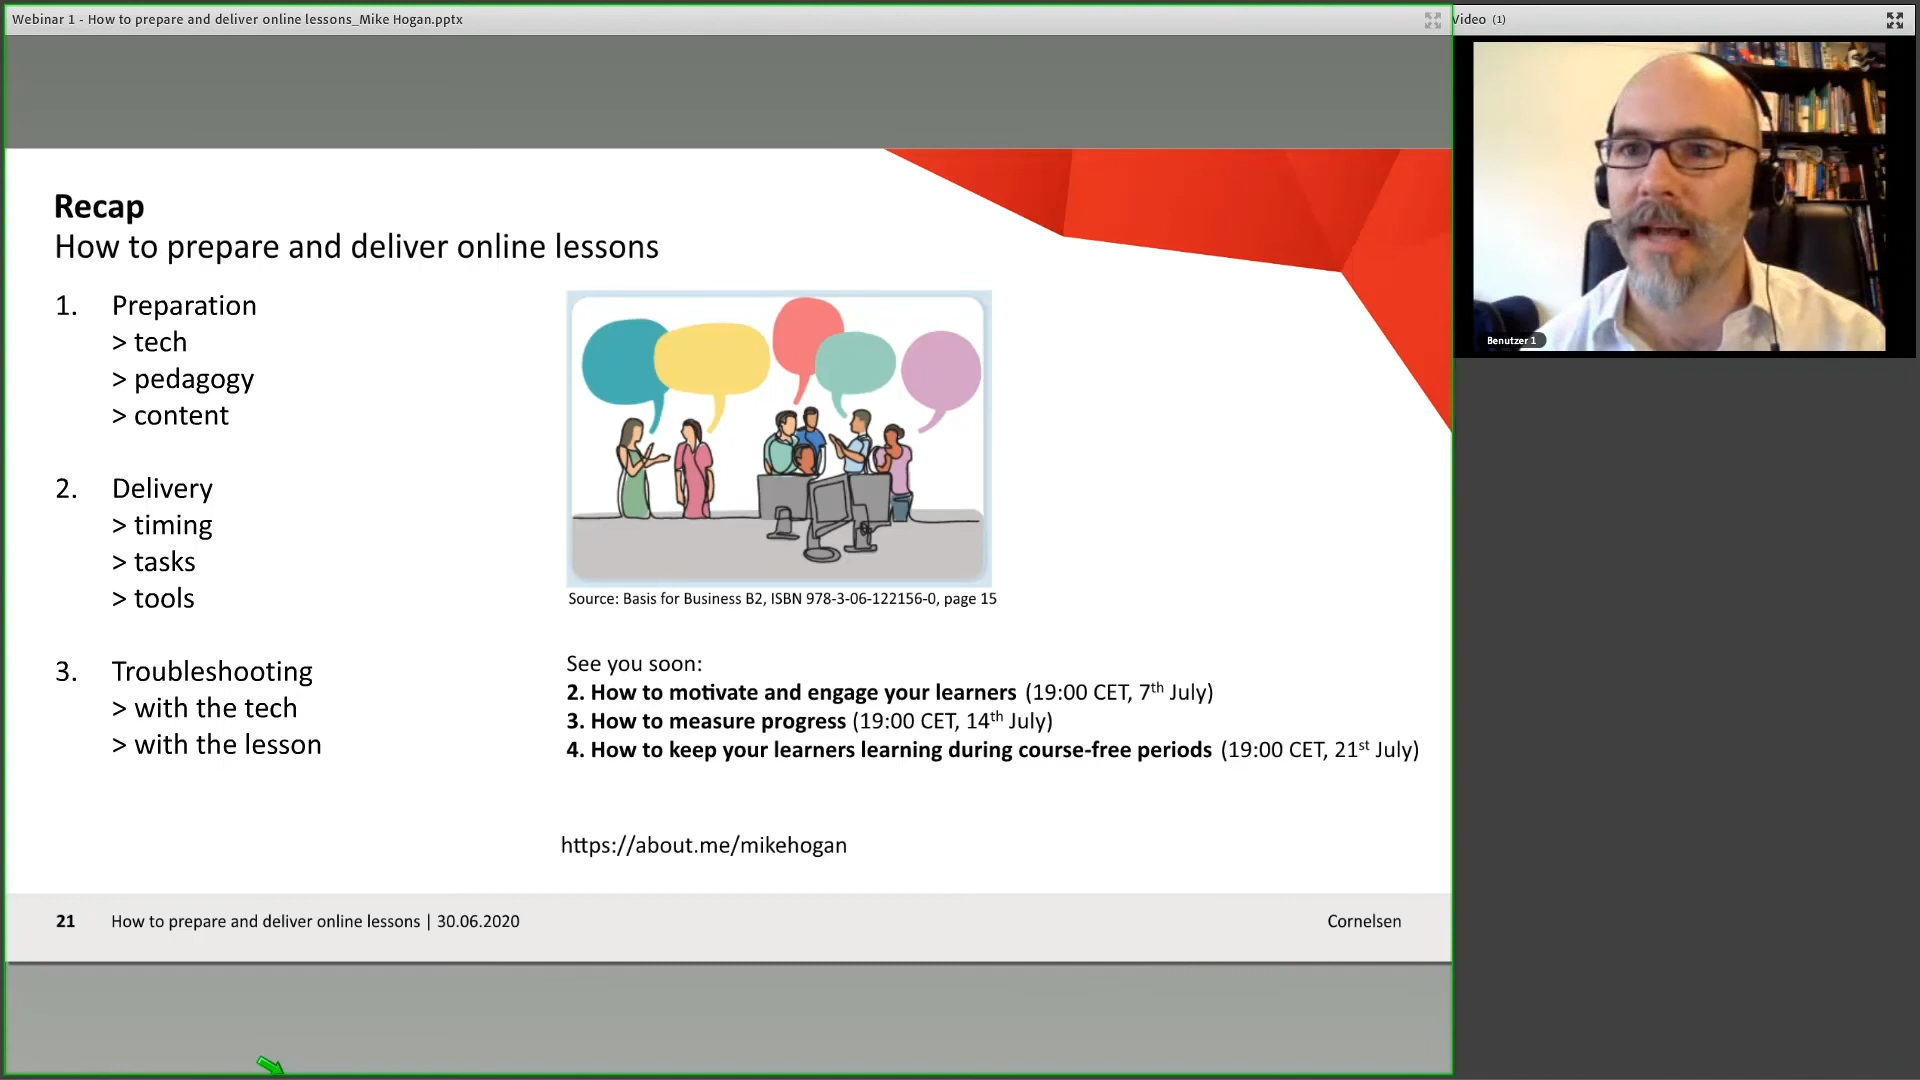 Webinar 1 - How to prepare and deliver online lessons_Mike Hogan.pptx
Video (1)
Benutzer 1
Recap
How to prepare and deliver online lessons
1. Preparation
> tech
> pedagogy
> content
2. Delivery
> timing
> tasks
> tools
3. Troubleshooting
> with the tech
> with the lesson
Source: Basis for Business B2, ISBN 978-3-06-122156-0, page 15
See you soon:
2. How to motivate and engage your learners (19:00 CET, 7th July)
3. How to measure progress (19:00 CET, 14th July)
4. How to keep your learners learning during course-free periods (19:00 CET, 21st July)
https://about.me/mikehogan
21 How to prepare and deliver online lessons | 30.06.2020
Cornelsen